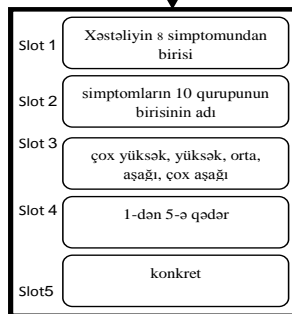 Slot 1
Xəstəliyin 8 simptomundan
birisi
Slot 2
simptomların 10 qurupunun
birisinin adı
Slot 3
çox yüksək, yüksək, orta,
aşağı, çox aşağı
Slot 4
1-dən 5-ə qədər
konkret
Slot5